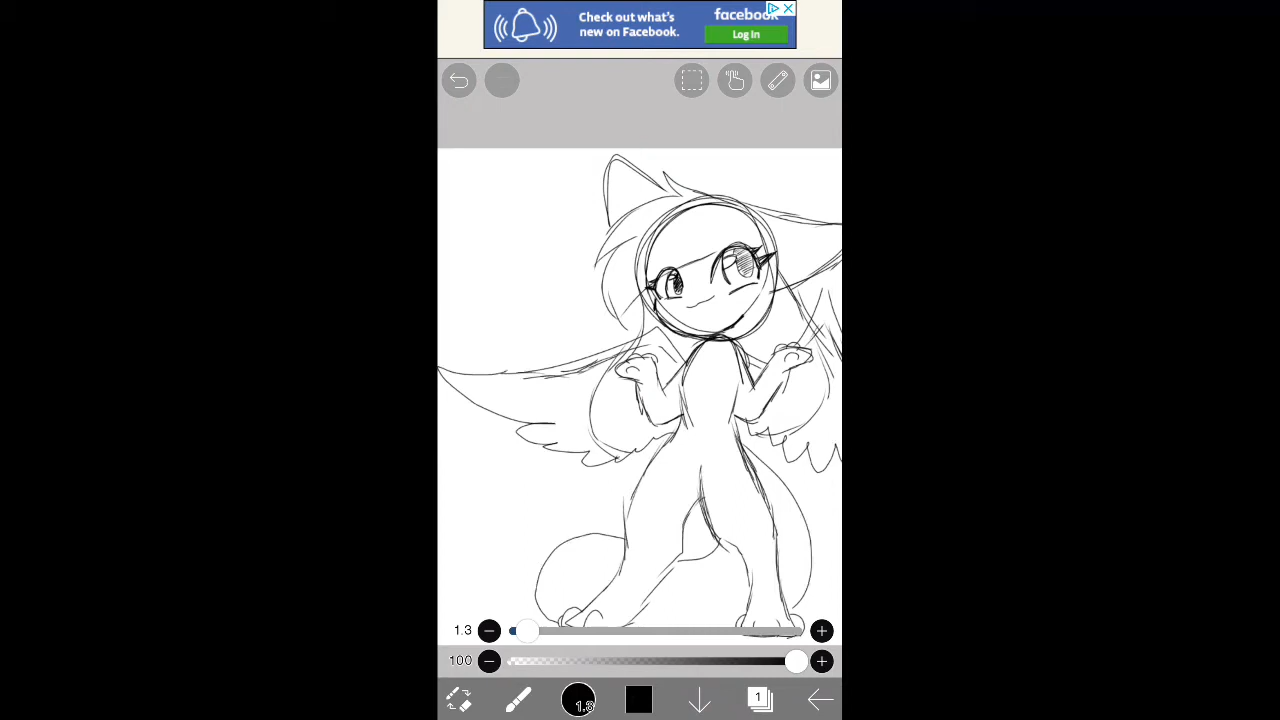 Check out what's
new on Facebook.
facebook
Log In
1.3
100
1.3
1